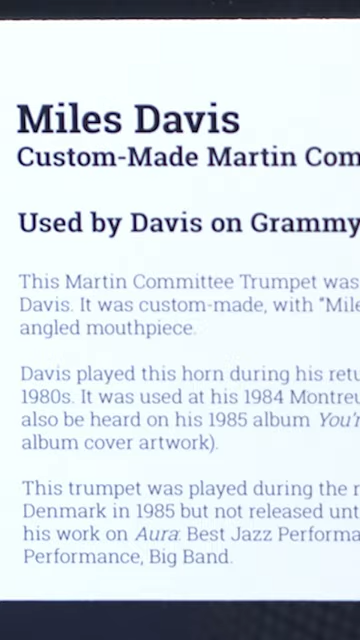 Miles Davis
Custom-Made Martin Com
Used by Davis on Grammy
This Martin Committee Trumpet was
Davis. It was custom-made, with “Mile
angled mouthpiece.
Davis played this horn during his retu
1980s. It was used at his 1984 Montreu
also be heard on his 1985 album You'r
album cover artwork).
This trumpet was played during the r
Denmark in 1985 but not released unt
his work on Aura: Best Jazz Performa
Performance, Big Band.